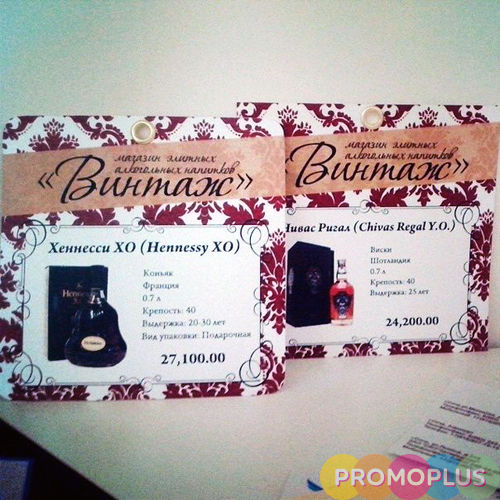 магазин элитных
алкогольных напитков
«Винтаж»
Хеннесси XO (Hennessy XO)
Коньяк
Франция
0.7 л
Крепость: 40
Выдержка: 20-30 лет
Вид упаковки: Подарочная
27,100.00
магазин элитных
алкогольных напитков
Винтаж»
Чивас Ригал (Chivas Regal Y.O.)
Виски
Шотландия
0.7 л
Крепость: 40
Выдержка: 25 лет
24,200.00
PROMOPLUS